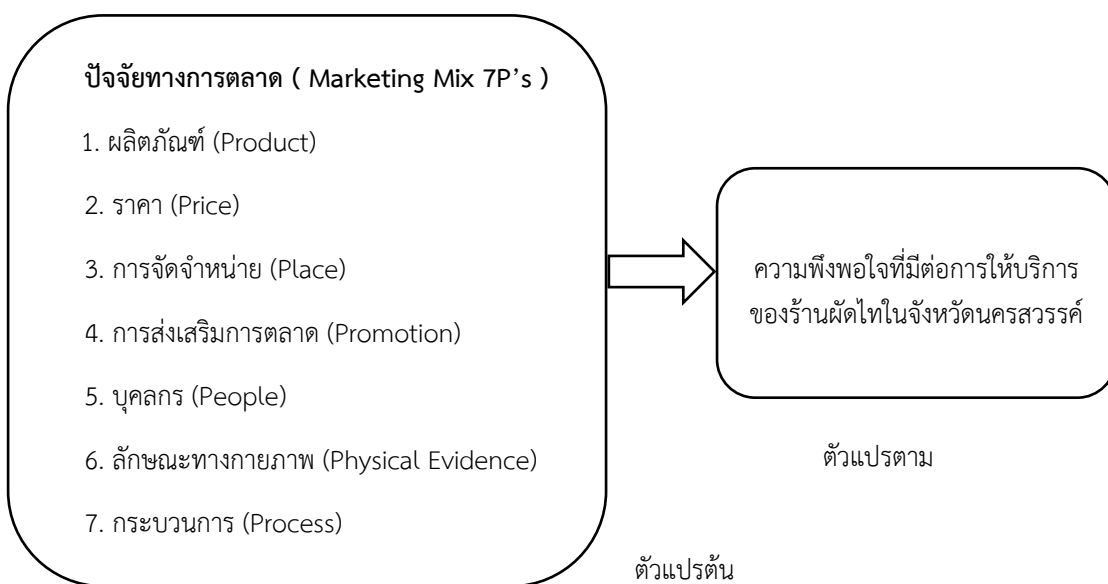 ปัจจัยทางการตลาด ( Marketing Mix 7P’s )
1. ผลิตภัณฑ์ (Product)
2. ราคา (Price)
3. การจัดจำหน่าย (Place)
4. การส่งเสริมการตลาด (Promotion)
5. บุคลกร (People)
6. ลักษณะทางกายภาพ (Physical Evidence)
7. กระบวนการ (Process)
ตัวแปรต้น
ความพึงพอใจที่มีต่อการให้บริการ
ของร้านผัดไทในจังหวัดนครสวรรค์
ตัวแปรตาม